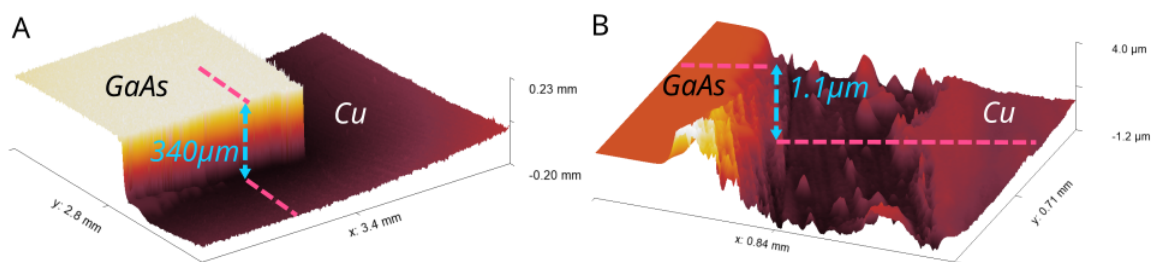 A
GaAs
Cu
340μm
0.23 mm
-0.20 mm
y: 2.8 mm
x: 3.4 mm
B
GaAs
1.1μm
Cu
4.0 μm
-1.2 μm
x: 0.84 mm
y: 0.71 mm